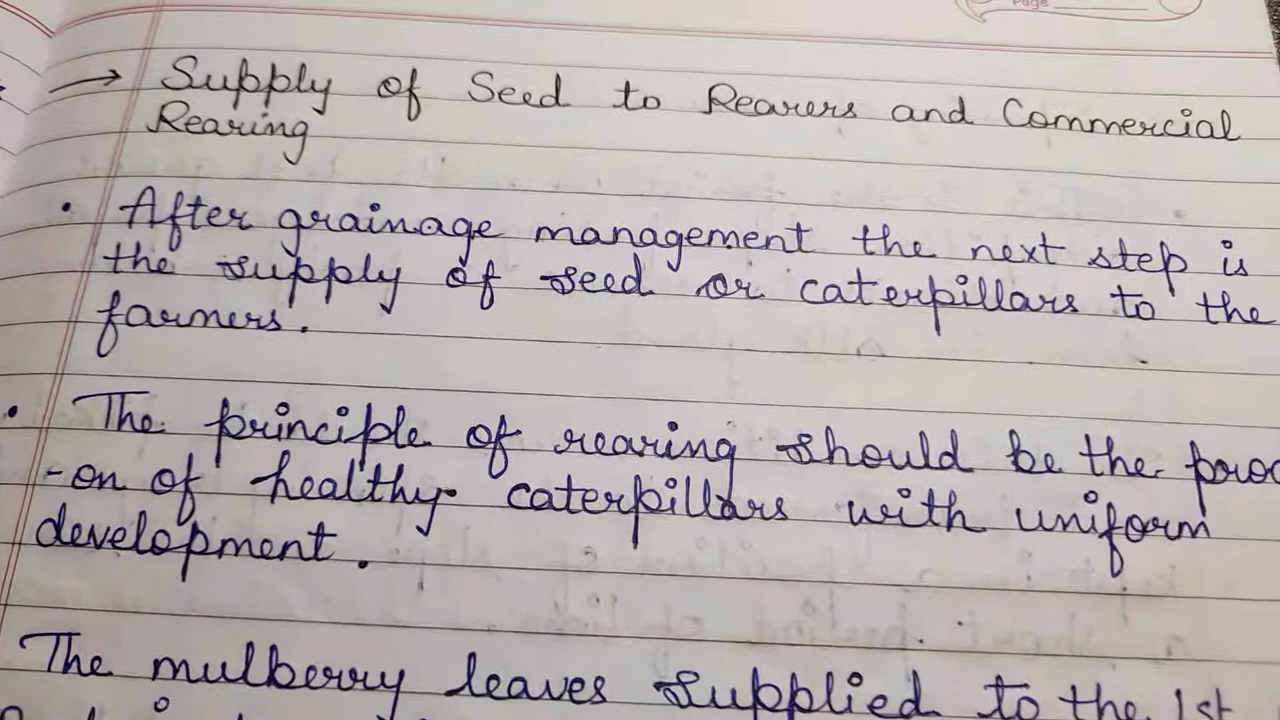 Page
→ Supply of Seed to Rearers and Commercial
Rearing
• After grainage management the next step is
the supply of seed or caterpillars to the
farmers.
• The principle of rearing should be the
-on of healthy caterpillars with uniform
development.
The mulberry leaves supplied to the 1st